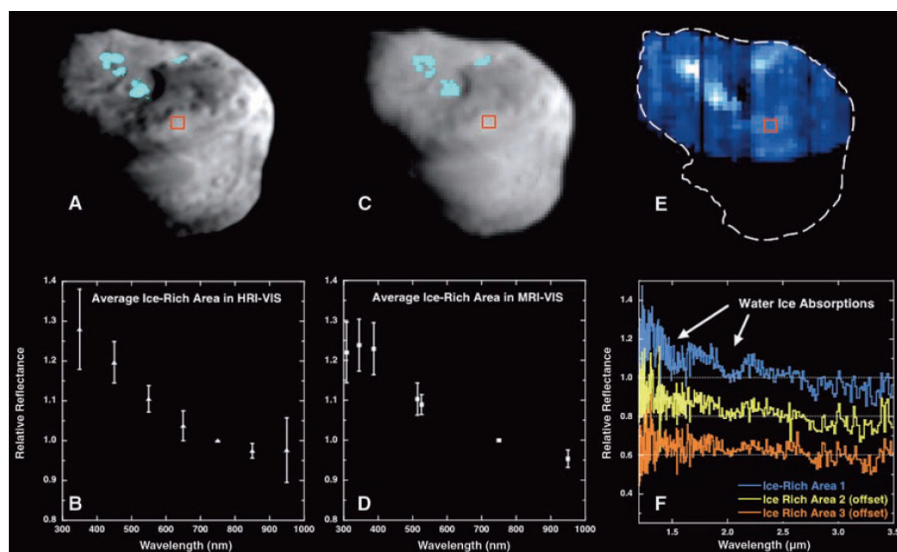 A
C
E
Average Ice-Rich Area in HRI-VIS
Relative Reflectance
1.4
1.3
1.2
1.1
1.0
0.9
0.8
B
300 400 500 600 700 800 900 1000
Wavelength (nm)
Average Ice-Rich Area in MRI-VIS
1.4
1.3
1.2
1.1
1.0
0.9
0.8
D
300 400 500 600 700 800 900 1000
Wavelength (nm)
Water Ice Absorptions
Relative Reflectance
1.4
1.2
1.0
0.8
0.6
0.4
Ice-Rich Area 1
Ice Rich Area 2 (offset)
Ice Rich Area 3 (offset)
F
1.5 2.0 2.5 3.0 3.5
Wavelength (µm)